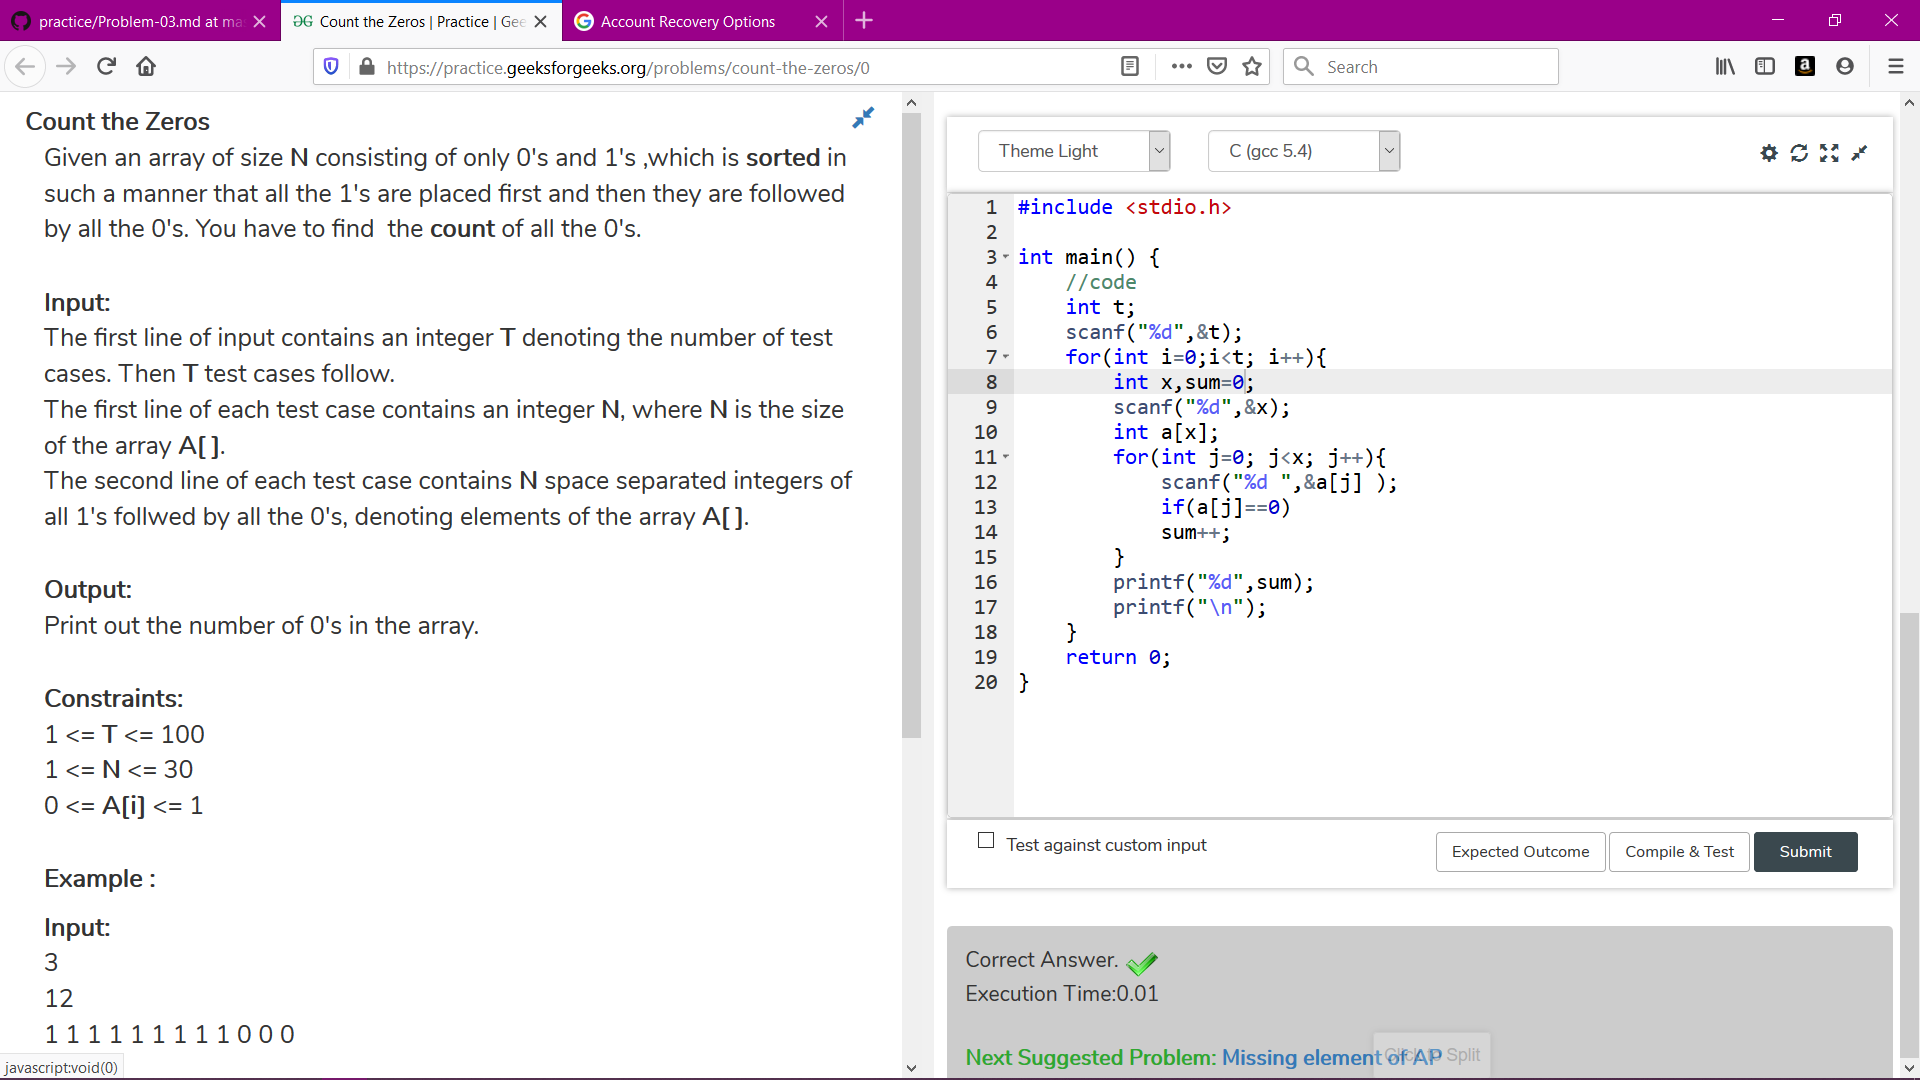 practice/Problem-03.md at ma
Count the Zeros | Practice | Gee
Account Recovery Options
https://practice.geeksforgeeks.org/problems/count-the-zeros/0
Search
Count the Zeros
Given an array of size N consisting of only 0's and 1's ,which is sorted in
such a manner that all the 1's are placed first and then they are followed
by all the 0's. You have to find  the count of all the 0's.
Input:
The first line of input contains an integer T denoting the number of test
cases. Then T test cases follow.
The first line of each test case contains an integer N, where N is the size
of the array A[ ].
The second line of each test case contains N space separated integers of
all 1's follwed by all the 0's, denoting elements of the array A[ ].
Output:
Print out the number of 0's in the array.
Constraints:
1 <= T <= 100
1 <= N <= 30
0 <= A[i] <= 1
Example :
Input:
3
12
1 1 1 1 1 1 1 1 1 0 0 0
javascript:void(0)
Theme Light
C (gcc 5.4)
1 #include <stdio.h>
2
3 int main() {
4     //code
5     int t;
6     scanf("%d",&t);
7     for(int i=0;i<t; i++){
8         int x,sum=0;
9         scanf("%d",&x);
10         int a[x];
11         for(int j=0; j<x; j++){
12             scanf("%d ",&a[j] );
13             if(a[j]==0)
14             sum++;
15         }
16         printf("%d",sum);
17         printf("\n");
18     }
19     return 0;
20 }
Test against custom input
Expected Outcome
Compile & Test
Submit
Correct Answer.
Execution Time:0.01
Next Suggested Problem: Missing element of AP
Split